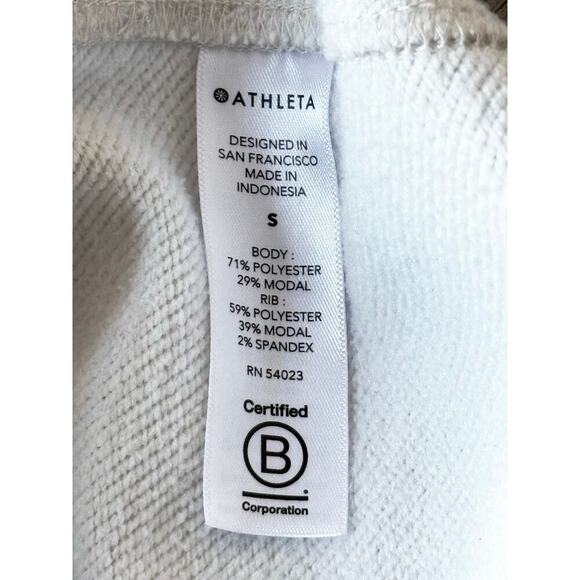 ATHLETA
DESIGNED IN
SAN FRANCISCO
MADE IN
INDONESIA
S
BODY :
71% POLYESTER
29% MODAL
RIB :
59% POLYESTER
39% MODAL
2% SPANDEX
RN 54023
Certified
B
Corporation